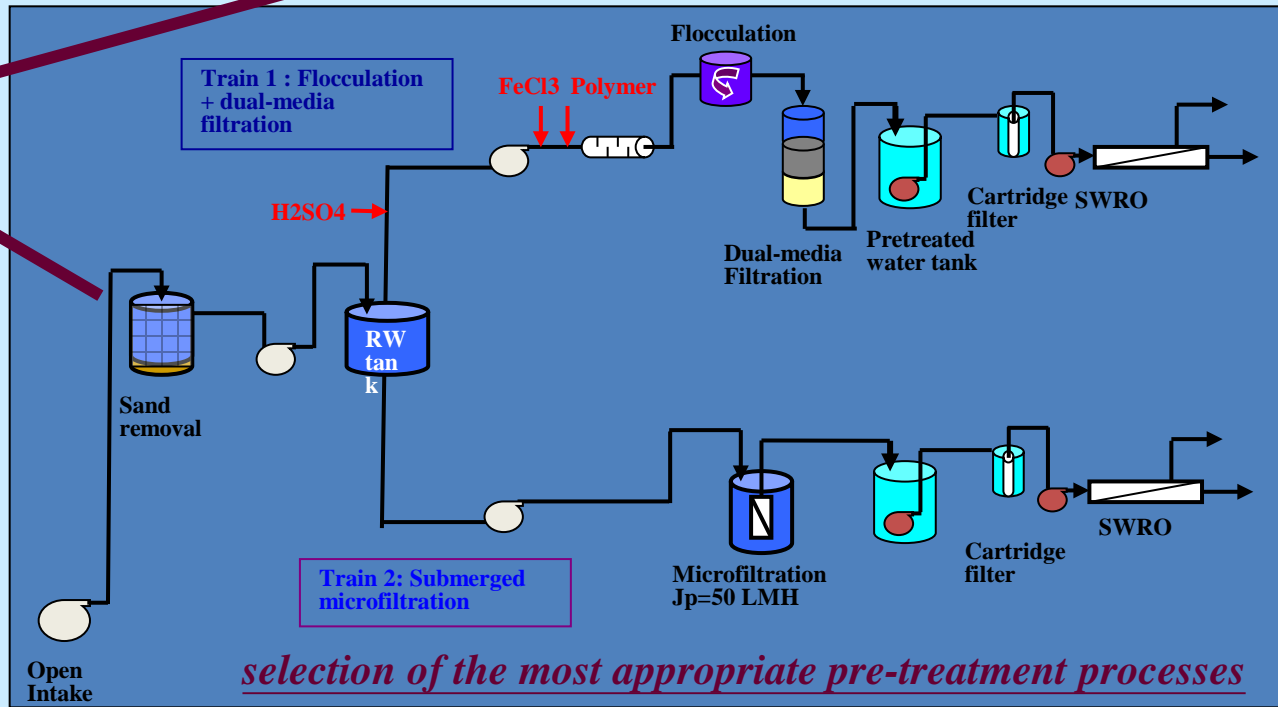 Flocculation
Train 1 : Flocculation
+ dual-media
filtration
FeCl3 Polymer
H2SO4
Cartridge
filter
SWRO
Dual-media
Filtration
Pretreated
water tank
RW
tan
k
Sand
removal
SWRO
Cartridge
filter
Train 2: Submerged
microfiltration
Microfiltration
Jp=50 LMH
Open
Intake
selection of the most appropriate pre-treatment processes